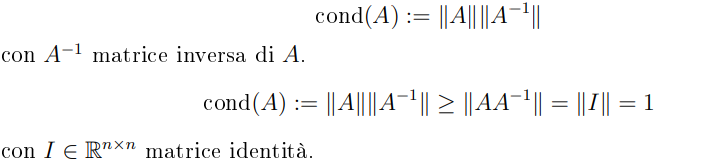 cond(A) := ‖A‖‖A⁻¹‖
con A⁻¹ matrice inversa di A.
cond(A) := ‖A‖‖A⁻¹‖ ≥ ‖AA⁻¹‖ = ‖I‖ = 1
con I ∈ ℝⁿˣⁿ matrice identità.